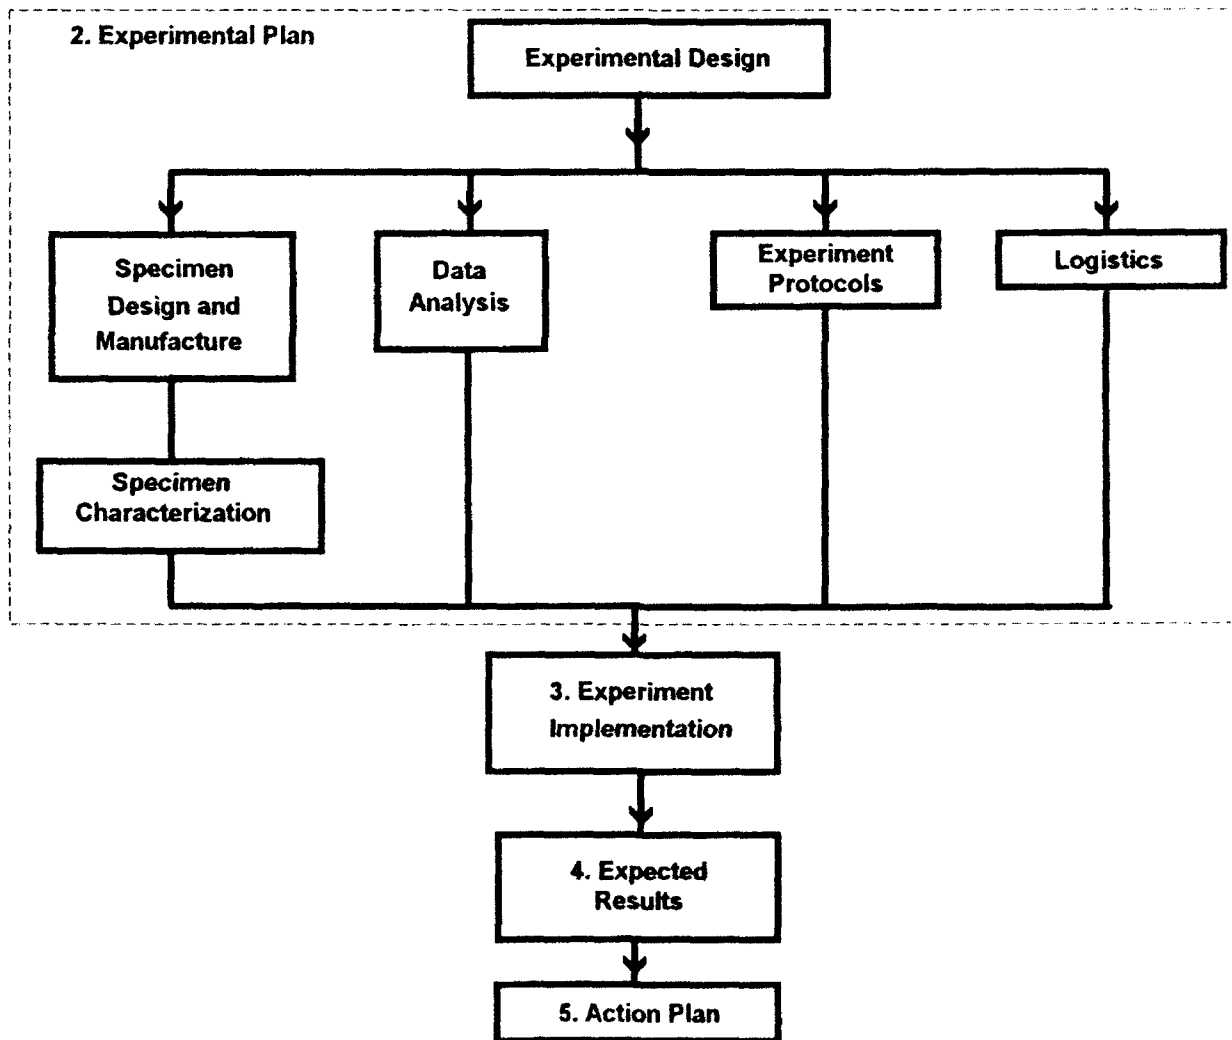 2. Experimental Plan
Experimental Design
Specimen
Design and
Manufacture
Data
Analysis
Experiment
Protocols
Logistics
Specimen
Characterization
3. Experiment
Implementation
4. Expected
Results
5. Action Plan